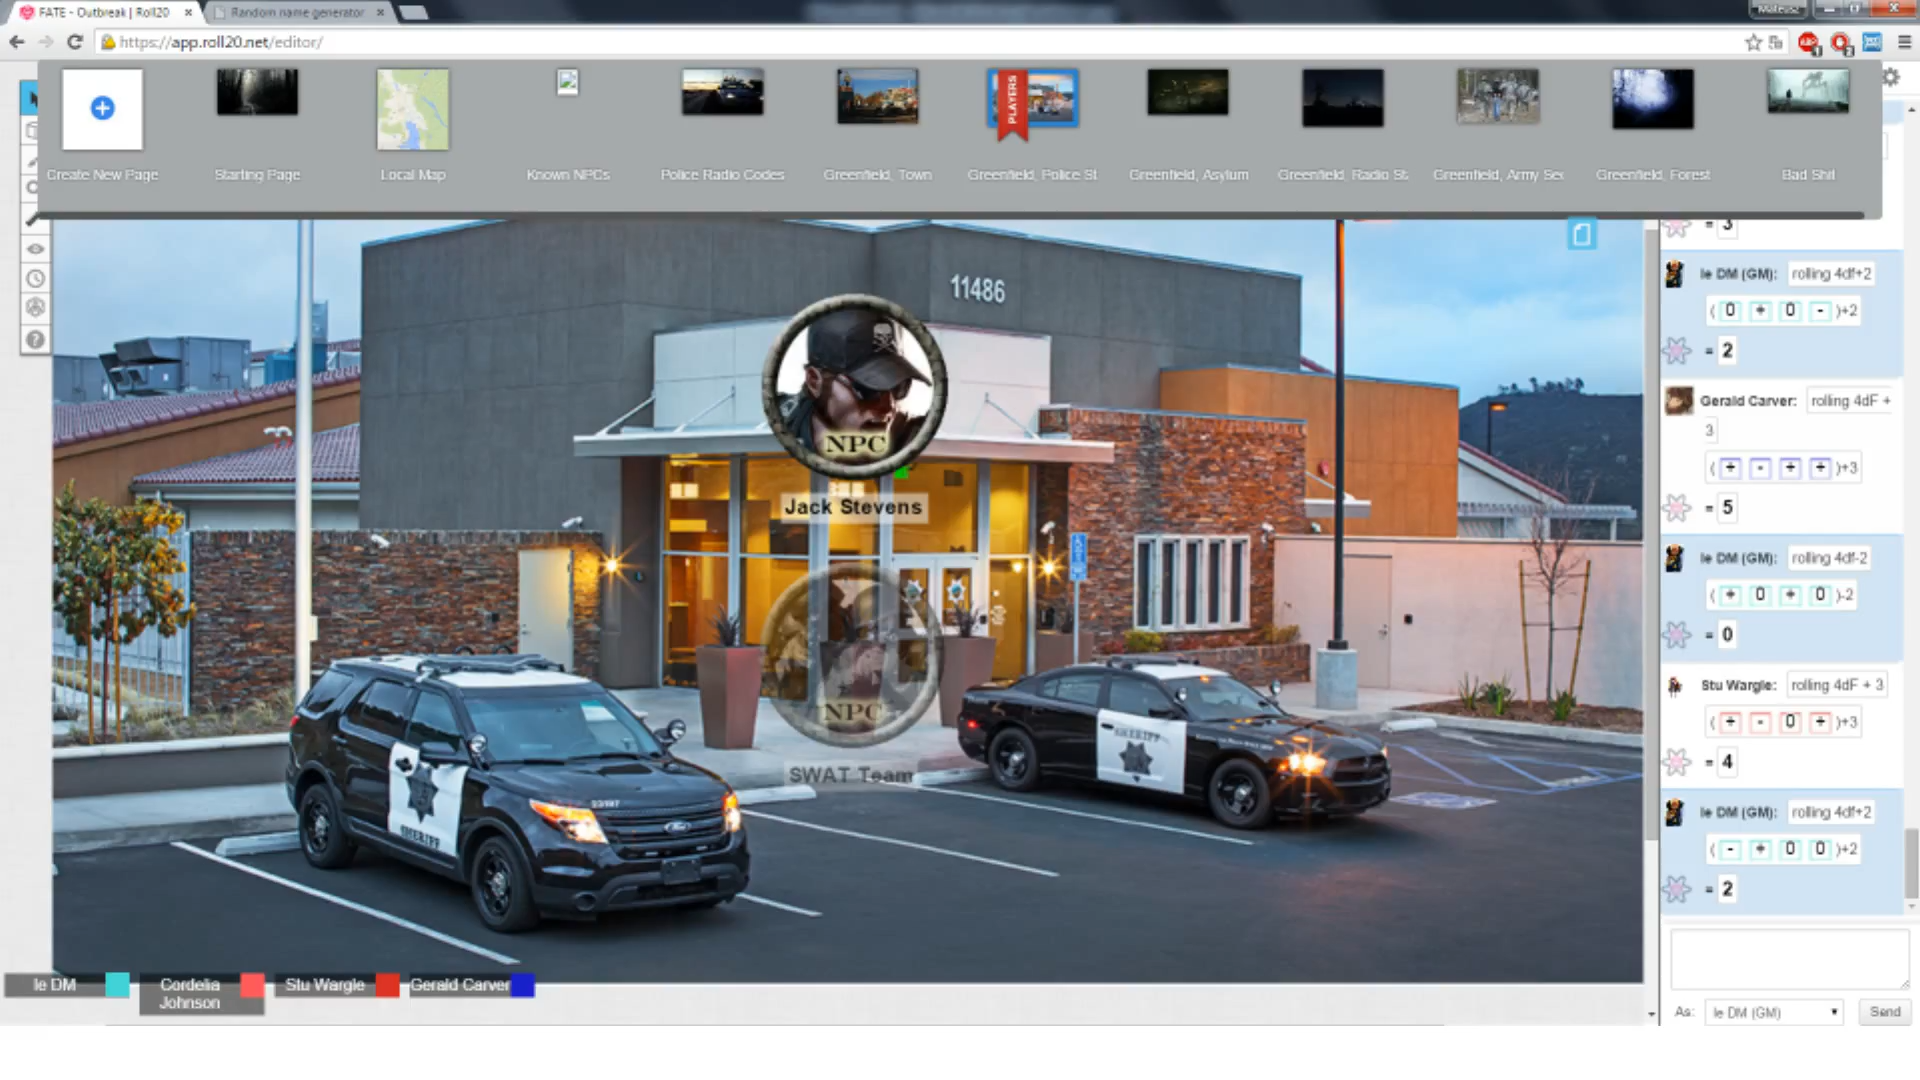 FATE - Outbreak | Roll20
Random name generator
Mateusz
https://app.roll20.net/editor/
Create New Page
Starting Page
Local Map
Known NPCs
Police Radio Codes
Greenfield, Town
PLAYERS
Greenfield, Police St
Greenfield, Asylum
Greenfield, Radio St
Greenfield, Army Sec
Greenfield, Forest
Bad Shit
11486
NPC
Jack Stevens
NPC
SWAT Team
SHERIFF
SHERIFF
Ford
= 3
le DM (GM): rolling 4df+2
( 0 + 0 - )+2
= 2
Gerald Carver: rolling 4dF +
3
( + - + + )+3
= 5
le DM (GM): rolling 4df-2
( + 0 + 0 )-2
= 0
Stu Wargle: rolling 4dF + 3
( + - 0 + )+3
= 4
le DM (GM): rolling 4df+2
( - + 0 0 )+2
= 2
le DM
Cordelia
Johnson
Stu Wargle
Gerald Carver
As: le DM (GM)
Send